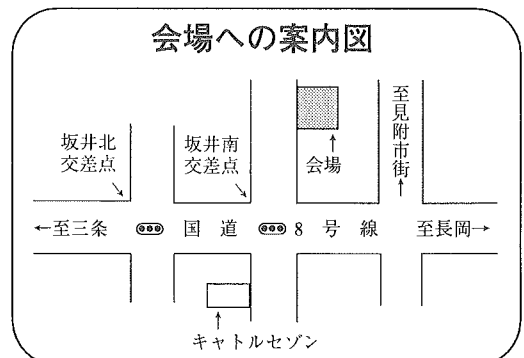 会場への案内図
坂井北
交差点
坂井南
交差点
会場
至見附市街→
←至三条
国道
8号線
至長岡→
キャトルセゾン